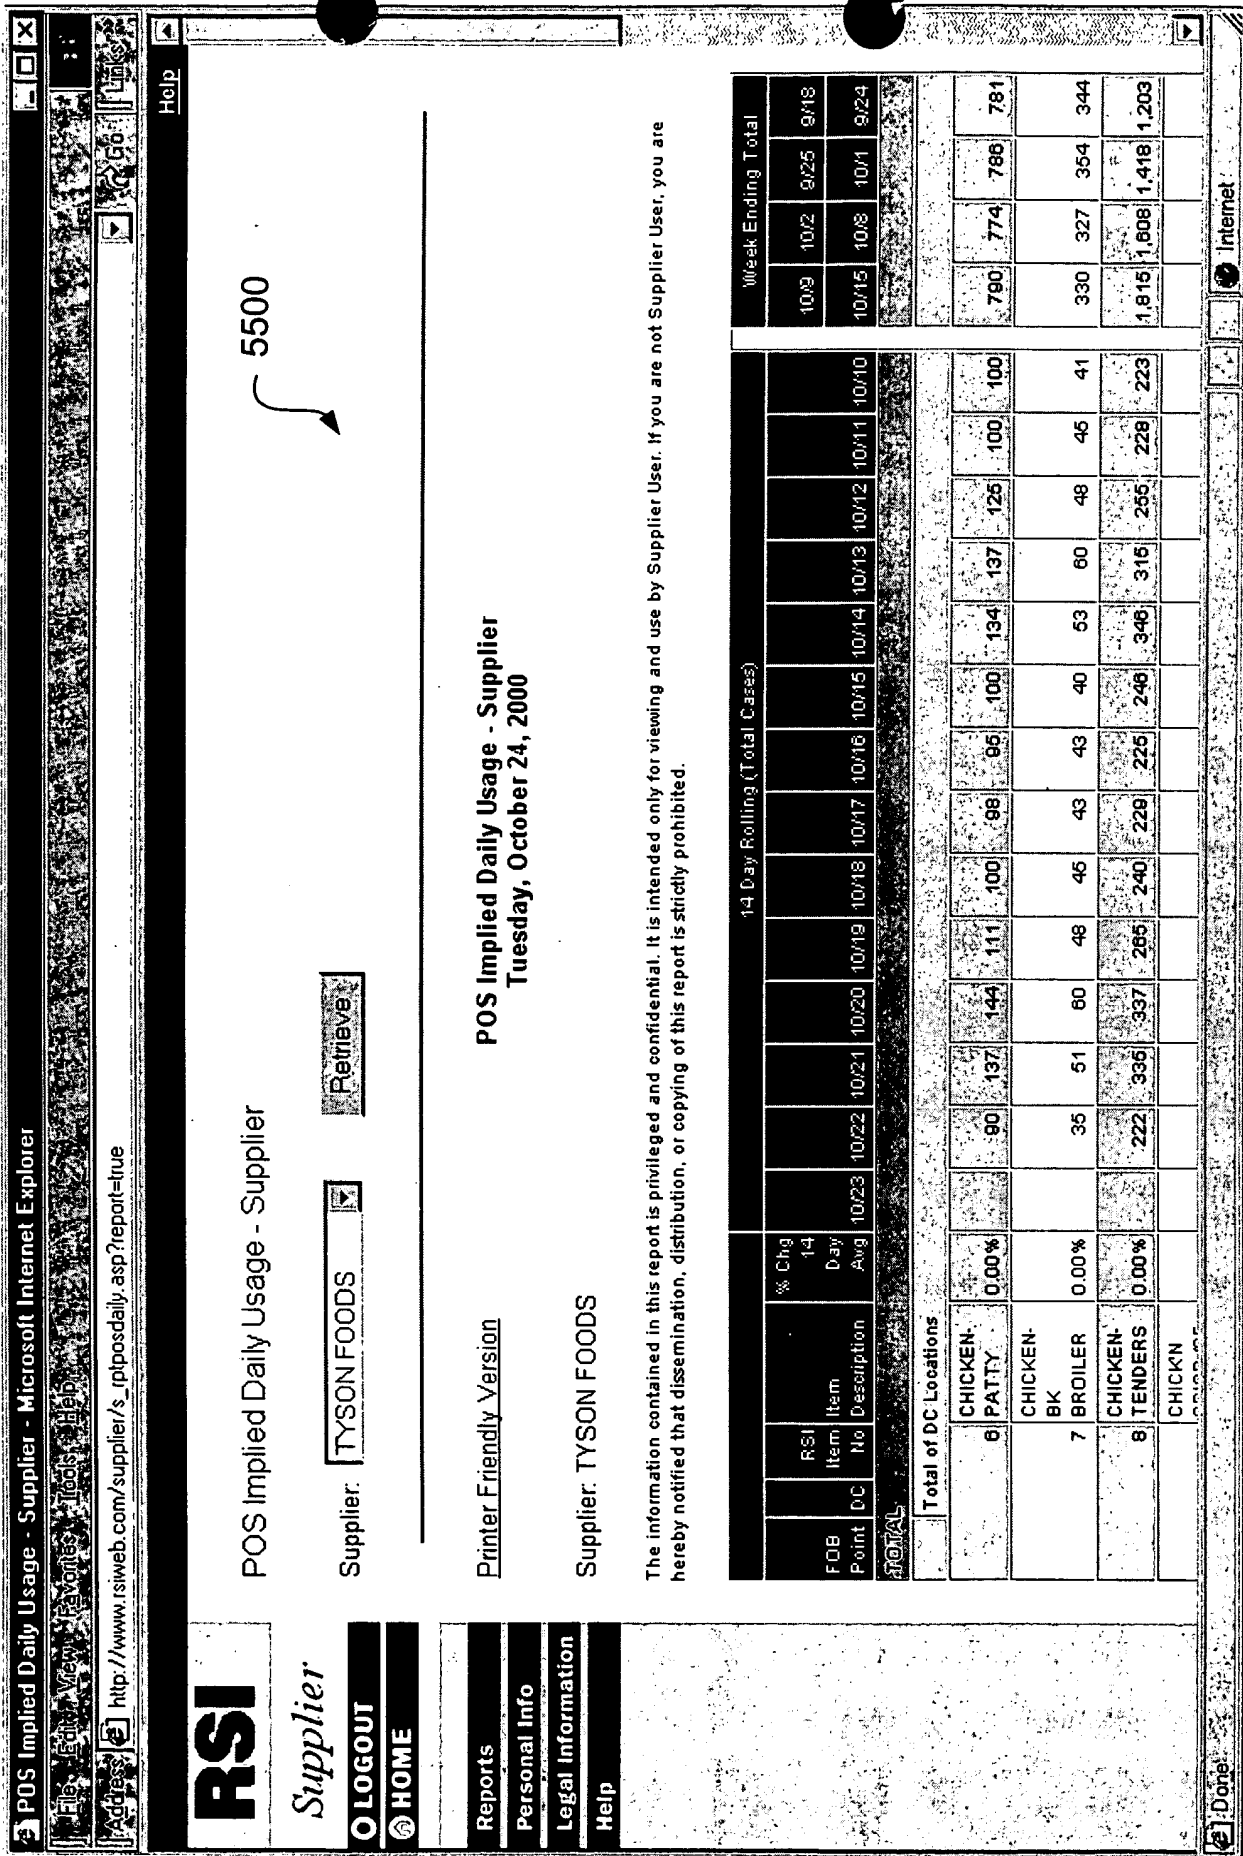 POS Implied Daily Usage - Supplier - Microsoft Internet Explorer
File Edit View Favorites Tools Help
Address http://www.rsiweb.com/supplier/s_rptposdaily.asp?report=true Go Links
Help
RSI
Supplier
LOGOUT
HOME
Reports
Personal Info
Legal Information
Help
POS Implied Daily Usage - Supplier
5500
Supplier: TYSON FOODS Retrieve
Printer Friendly Version
POS Implied Daily Usage - Supplier
Tuesday, October 24, 2000
Supplier: TYSON FOODS
The information contained in this report is privileged and confidential. It is intended only for viewing and use by Supplier User. If you are not Supplier User, you are
hereby notified that dissemination, distribution, or copying of this report is strictly prohibited.
14 Day Rolling (Total Cases) Week Ending Total
RSI % Chg 14 10/9 10/2 9/25 9/18
FOB Item Item Day
Point DC No Description Avg 10/23 10/22 10/21 10/20 10/19 10/18 10/17 10/16 10/15 10/14 10/13 10/12 10/11 10/10 10/15 10/8 10/1 9/24
TOTAL
Total of DC Locations
CHICKEN-
6 PATTY 0.00% 90 137 144 111 100 98 95 100 134 137 125 100 100 790 774 786 781
CHICKEN-
BK
7 BROILER 0.00% 35 51 60 48 45 43 43 40 53 60 48 45 41 330 327 354 344
CHICKEN-
8 TENDERS 0.00% 222 335 337 265 240 229 225 246 346 315 255 228 223 1,815 1,608 1,418 1,203
CHICK'N
Done Internet